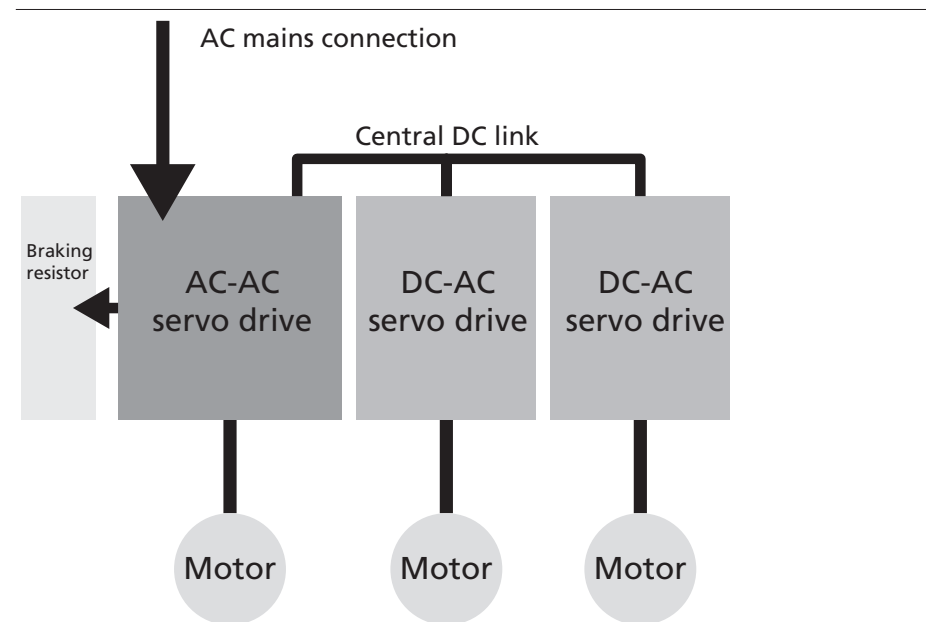 AC mains connection
Central DC link
Braking
resistor
AC-AC
servo drive
DC-AC
servo drive
DC-AC
servo drive
Motor
Motor
Motor